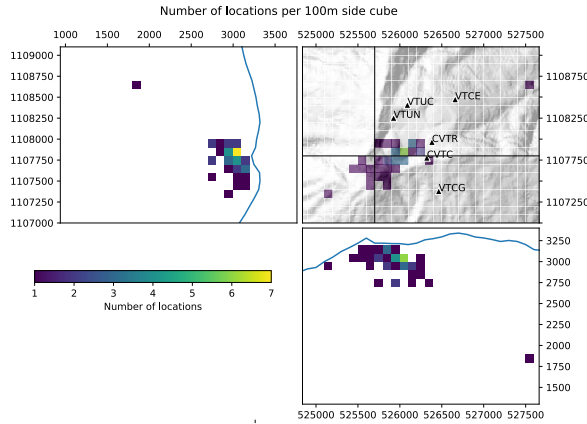 Number of locations per 100m side cube
1000 1500 2000 2500 3000 3500
525000 525500 526000 526500 527000 527500
1109000
1108750
1108500
1108250
1108000
1107750
1107500
1107250
1107000
1108750
1108250
1107750
1107250
VTUC
VTCE
VTUN
CVTR
CVTC
VTCG
3250
3000
2750
2500
2250
2000
1750
1500
1 2 3 4 5 6 7
Number of locations
525000 525500 526000 526500 527000 527500